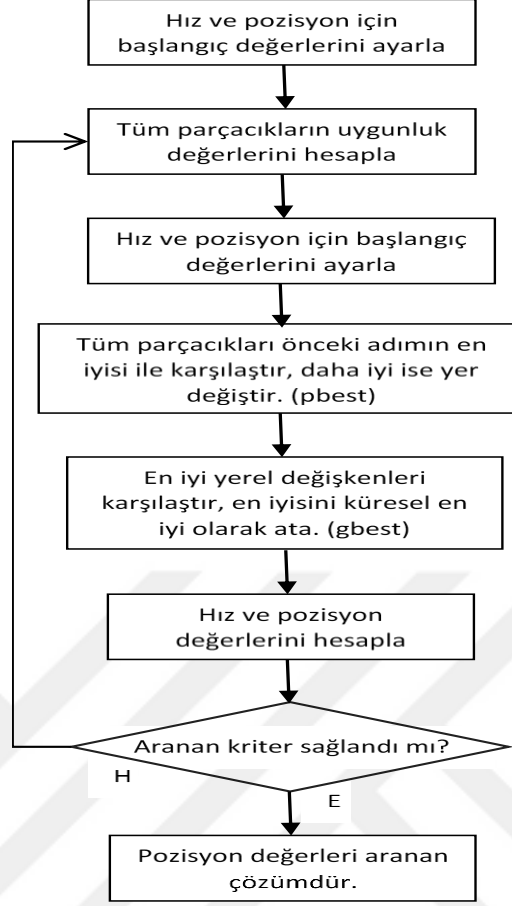 Hız ve pozisyon için
başlangıç değerlerini ayarla
Tüm parçacıkların uygunluk
değerlerini hesapla
Hız ve pozisyon için başlangıç
değerlerini ayarla
Tüm parçacıkları önceki adımın en
iyisi ile karşılaştır, daha iyi ise yer
değiştir. (pbest)
En iyi yerel değişkenleri
karşılaştır, en iyisini küresel en
iyi olarak ata. (gbest)
Hız ve pozisyon
değerlerini hesapla
Aranan kriter sağlandı mı?
H
E
Pozisyon değerleri aranan
çözümdür.